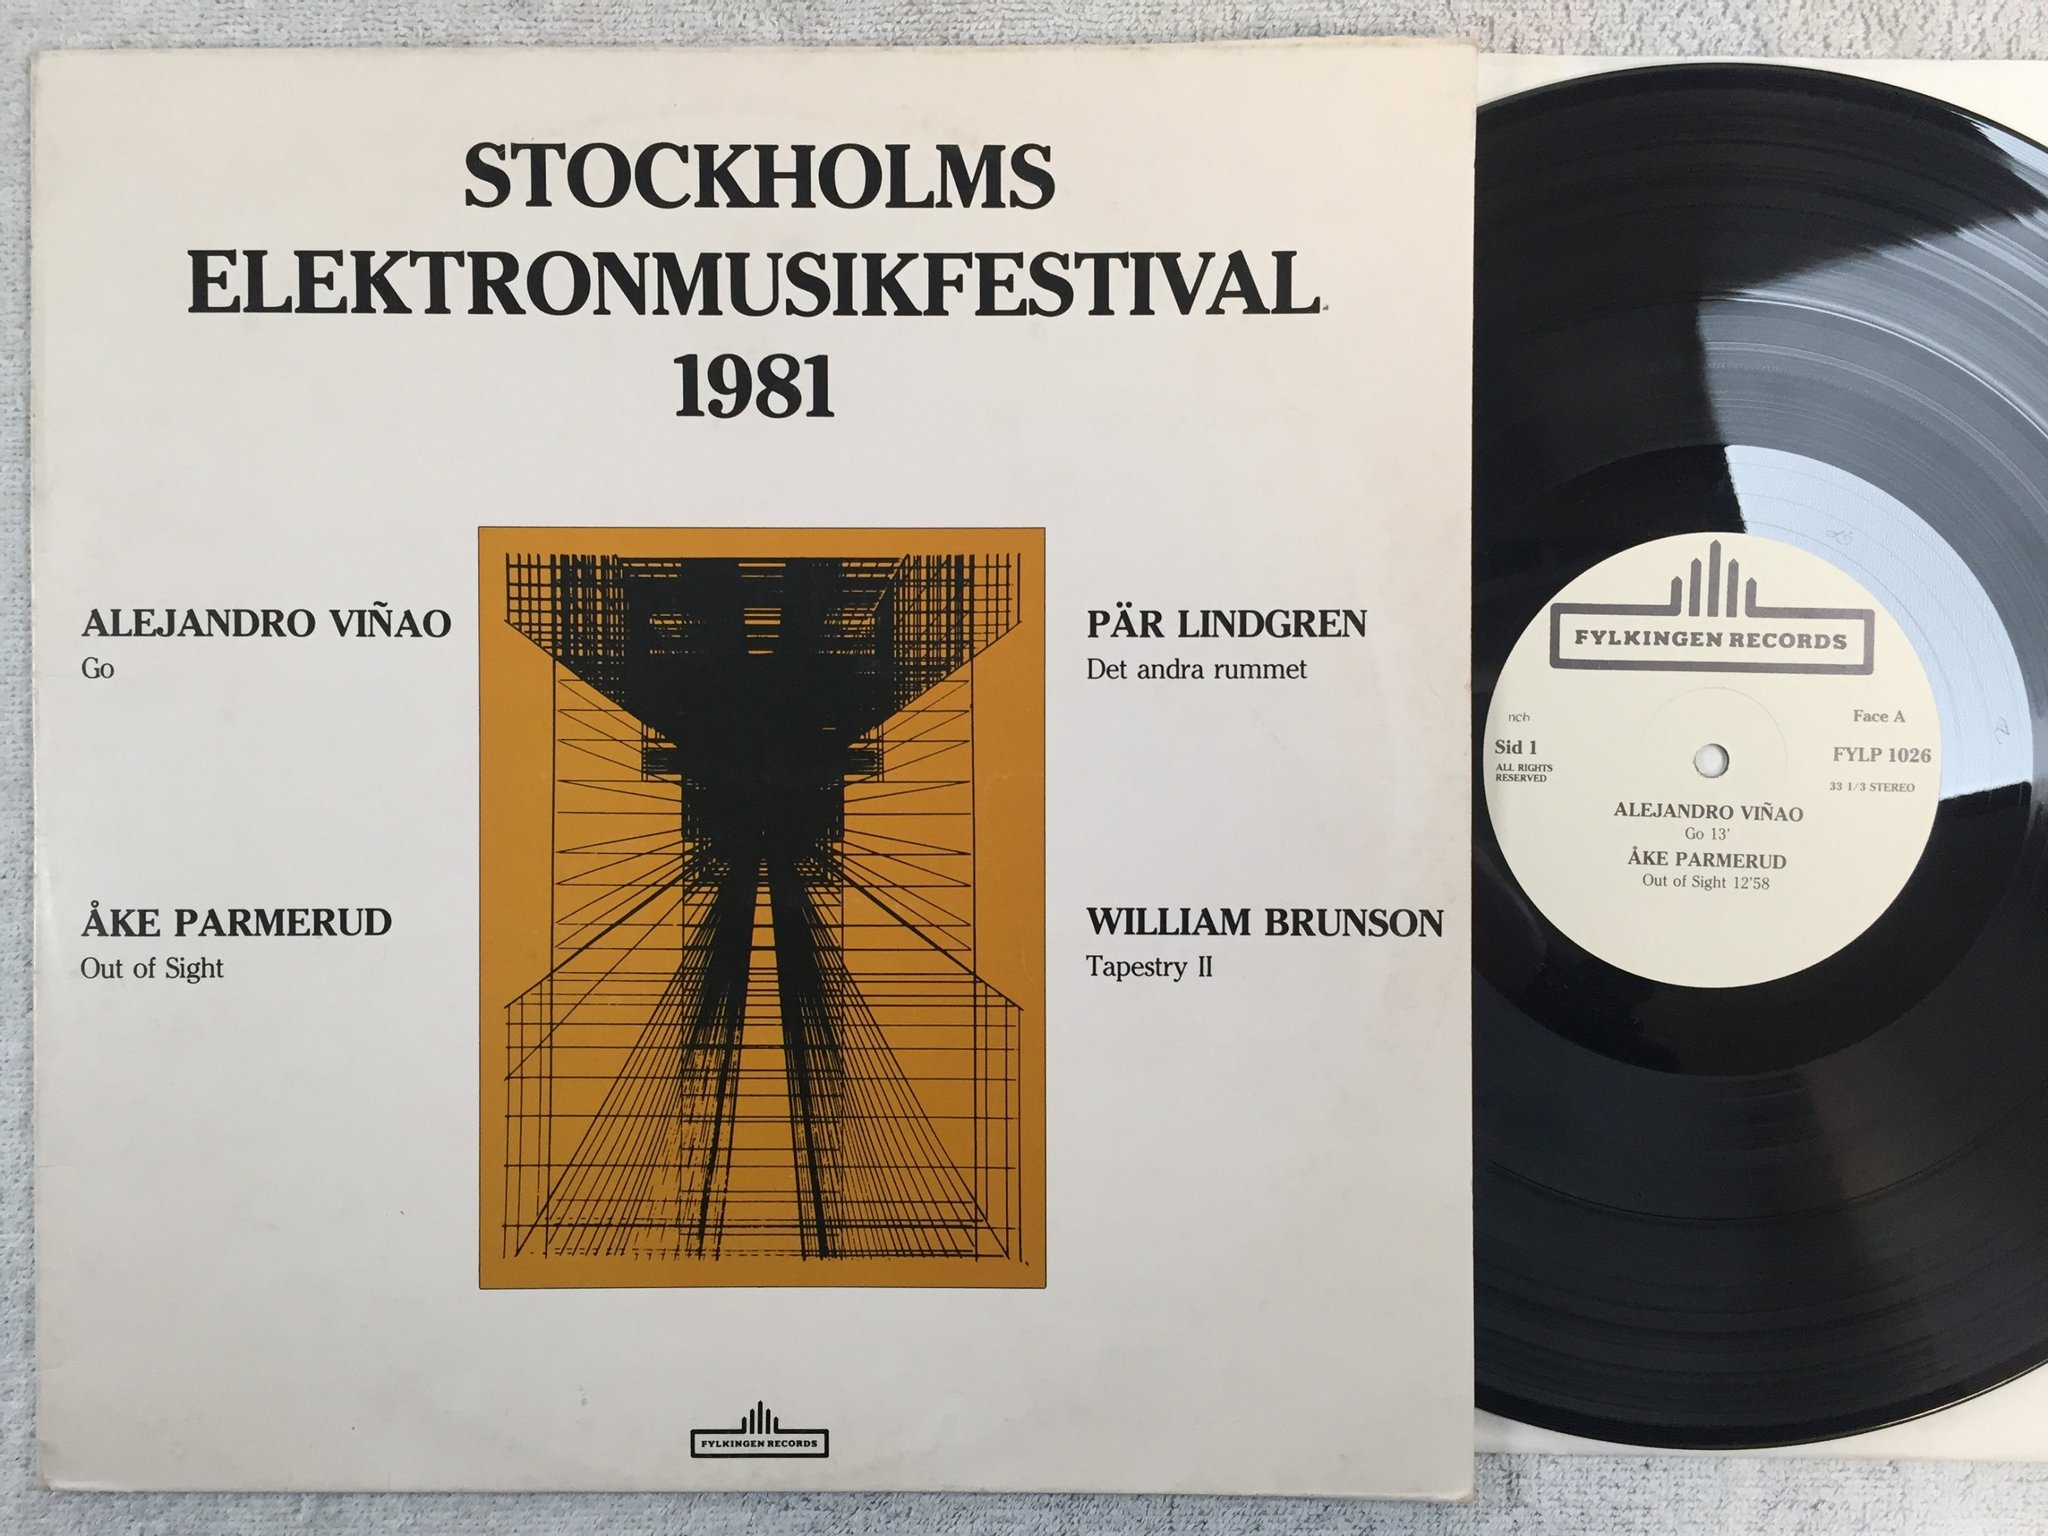 STOCKHOLMS
ELEKTRONMUSIKFESTIVAL
1981
ALEJANDRO VIÑAO
Go
ÅKE PARMERUD
Out of Sight
PÄR LINDGREN
Det andra rummet
WILLIAM BRUNSON
Tapestry II
FYLKINGEN RECORDS
FYLKINGEN RECORDS
ncb
Face A
Sid 1
FYLP 1026
ALL RIGHTS
RESERVED
33 1/3 STEREO
ALEJANDRO VIÑAO
Go 13'
ÅKE PARMERUD
Out of Sight 12'58